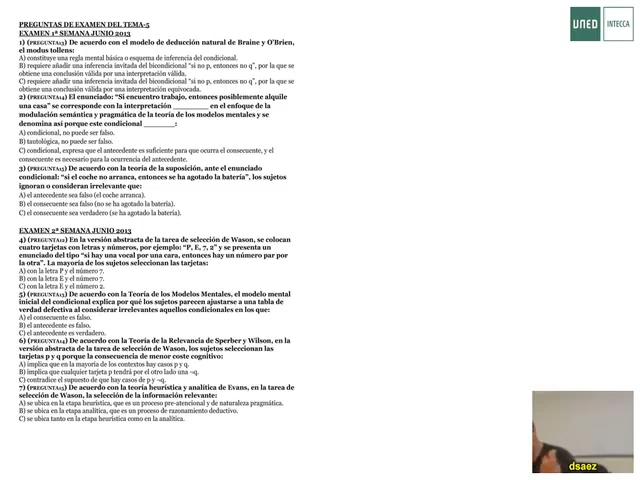 PREGUNTAS DE EXAMEN DEL TEMA-5
EXAMEN 1ª SEMANA JUNIO 2013
1) (PREGUNTA13) De acuerdo con el modelo de deducción natural de Braine y O'Brien,
el modus tollens:
A) constituye una regla mental básica o esquema de inferencia del condicional.
B) requiere añadir una inferencia invitada del bicondicional "si no p, entonces no q", por la que se
obtiene una conclusión válida por una interpretación válida.
C) requiere añadir una inferencia invitada del bicondicional "si no p, entonces no q", por la que se
obtiene una conclusión válida por una interpretación equivocada.
2) (PREGUNTA14) El enunciado: "Si encuentro trabajo, entonces posiblemente alquile
una casa" se corresponde con la interpretación ________ en el enfoque de la
modulación semántica y pragmática de la teoría de los modelos mentales y se
denomina así porque este condicional _______:
A) condicional, no puede ser falso.
B) tautológica, no puede ser falso.
C) condicional, expresa que el antecedente es suficiente para que ocurra el consecuente, y el
consecuente es necesario para la ocurrencia del antecedente.
3) (PREGUNTA15) De acuerdo con la teoría de la suposición, ante el enunciado
condicional: "si el coche no arranca, entonces se ha agotado la batería", los sujetos
ignoran o consideran irrelevante que:
A) el antecedente sea falso (el coche arranca).
B) el consecuente sea falso (no se ha agotado la batería).
C) el consecuente sea verdadero (se ha agotado la batería).
EXAMEN 2ª SEMANA JUNIO 2013
4) (PREGUNTA12) En la versión abstracta de la tarea de selección de Wason, se colocan
cuatro tarjetas con letras y números, por ejemplo: "P, E, 7, 2" y se presenta un
enunciado del tipo "si hay una vocal por una cara, entonces hay un número par por
la otra". La mayoría de los sujetos seleccionan las tarjetas:
A) con la letra P y el número 7.
B) con la letra E y el número 7.
C) con la letra E y el número 2.
5) (PREGUNTA13) De acuerdo con la Teoría de los Modelos Mentales, el modelo mental
inicial del condicional explica por qué los sujetos parecen ajustarse a una tabla de
verdad defectiva al considerar irrelevantes aquellos condicionales en los que:
A) el consecuente es falso.
B) el antecedente es falso.
C) el antecedente es verdadero.
6) (PREGUNTA14) De acuerdo con la Teoría de la Relevancia de Sperber y Wilson, en la
versión abstracta de la tarea de selección de Wason, los sujetos seleccionan las
tarjetas p y q porque la consecuencia de menor coste cognitivo:
A) implica que en la mayoría de los contextos hay casos p y q.
B) implica que cualquier tarjeta p tendrá por el otro lado una ¬q.
C) contradice el supuesto de que hay casos de p y ¬q.
7) (PREGUNTA15) De acuerdo con la teoría heurística y analítica de Evans, en la tarea de
selección de Wason, la selección de la información relevante:
A) se ubica en la etapa heurística, que es un proceso pre-atencional y de naturaleza pragmática.
B) se ubica en la etapa analítica, que es un proceso de razonamiento deductivo.
C) se ubica tanto en la etapa heurística como en la analítica.
UNED INTECCA
dsaez